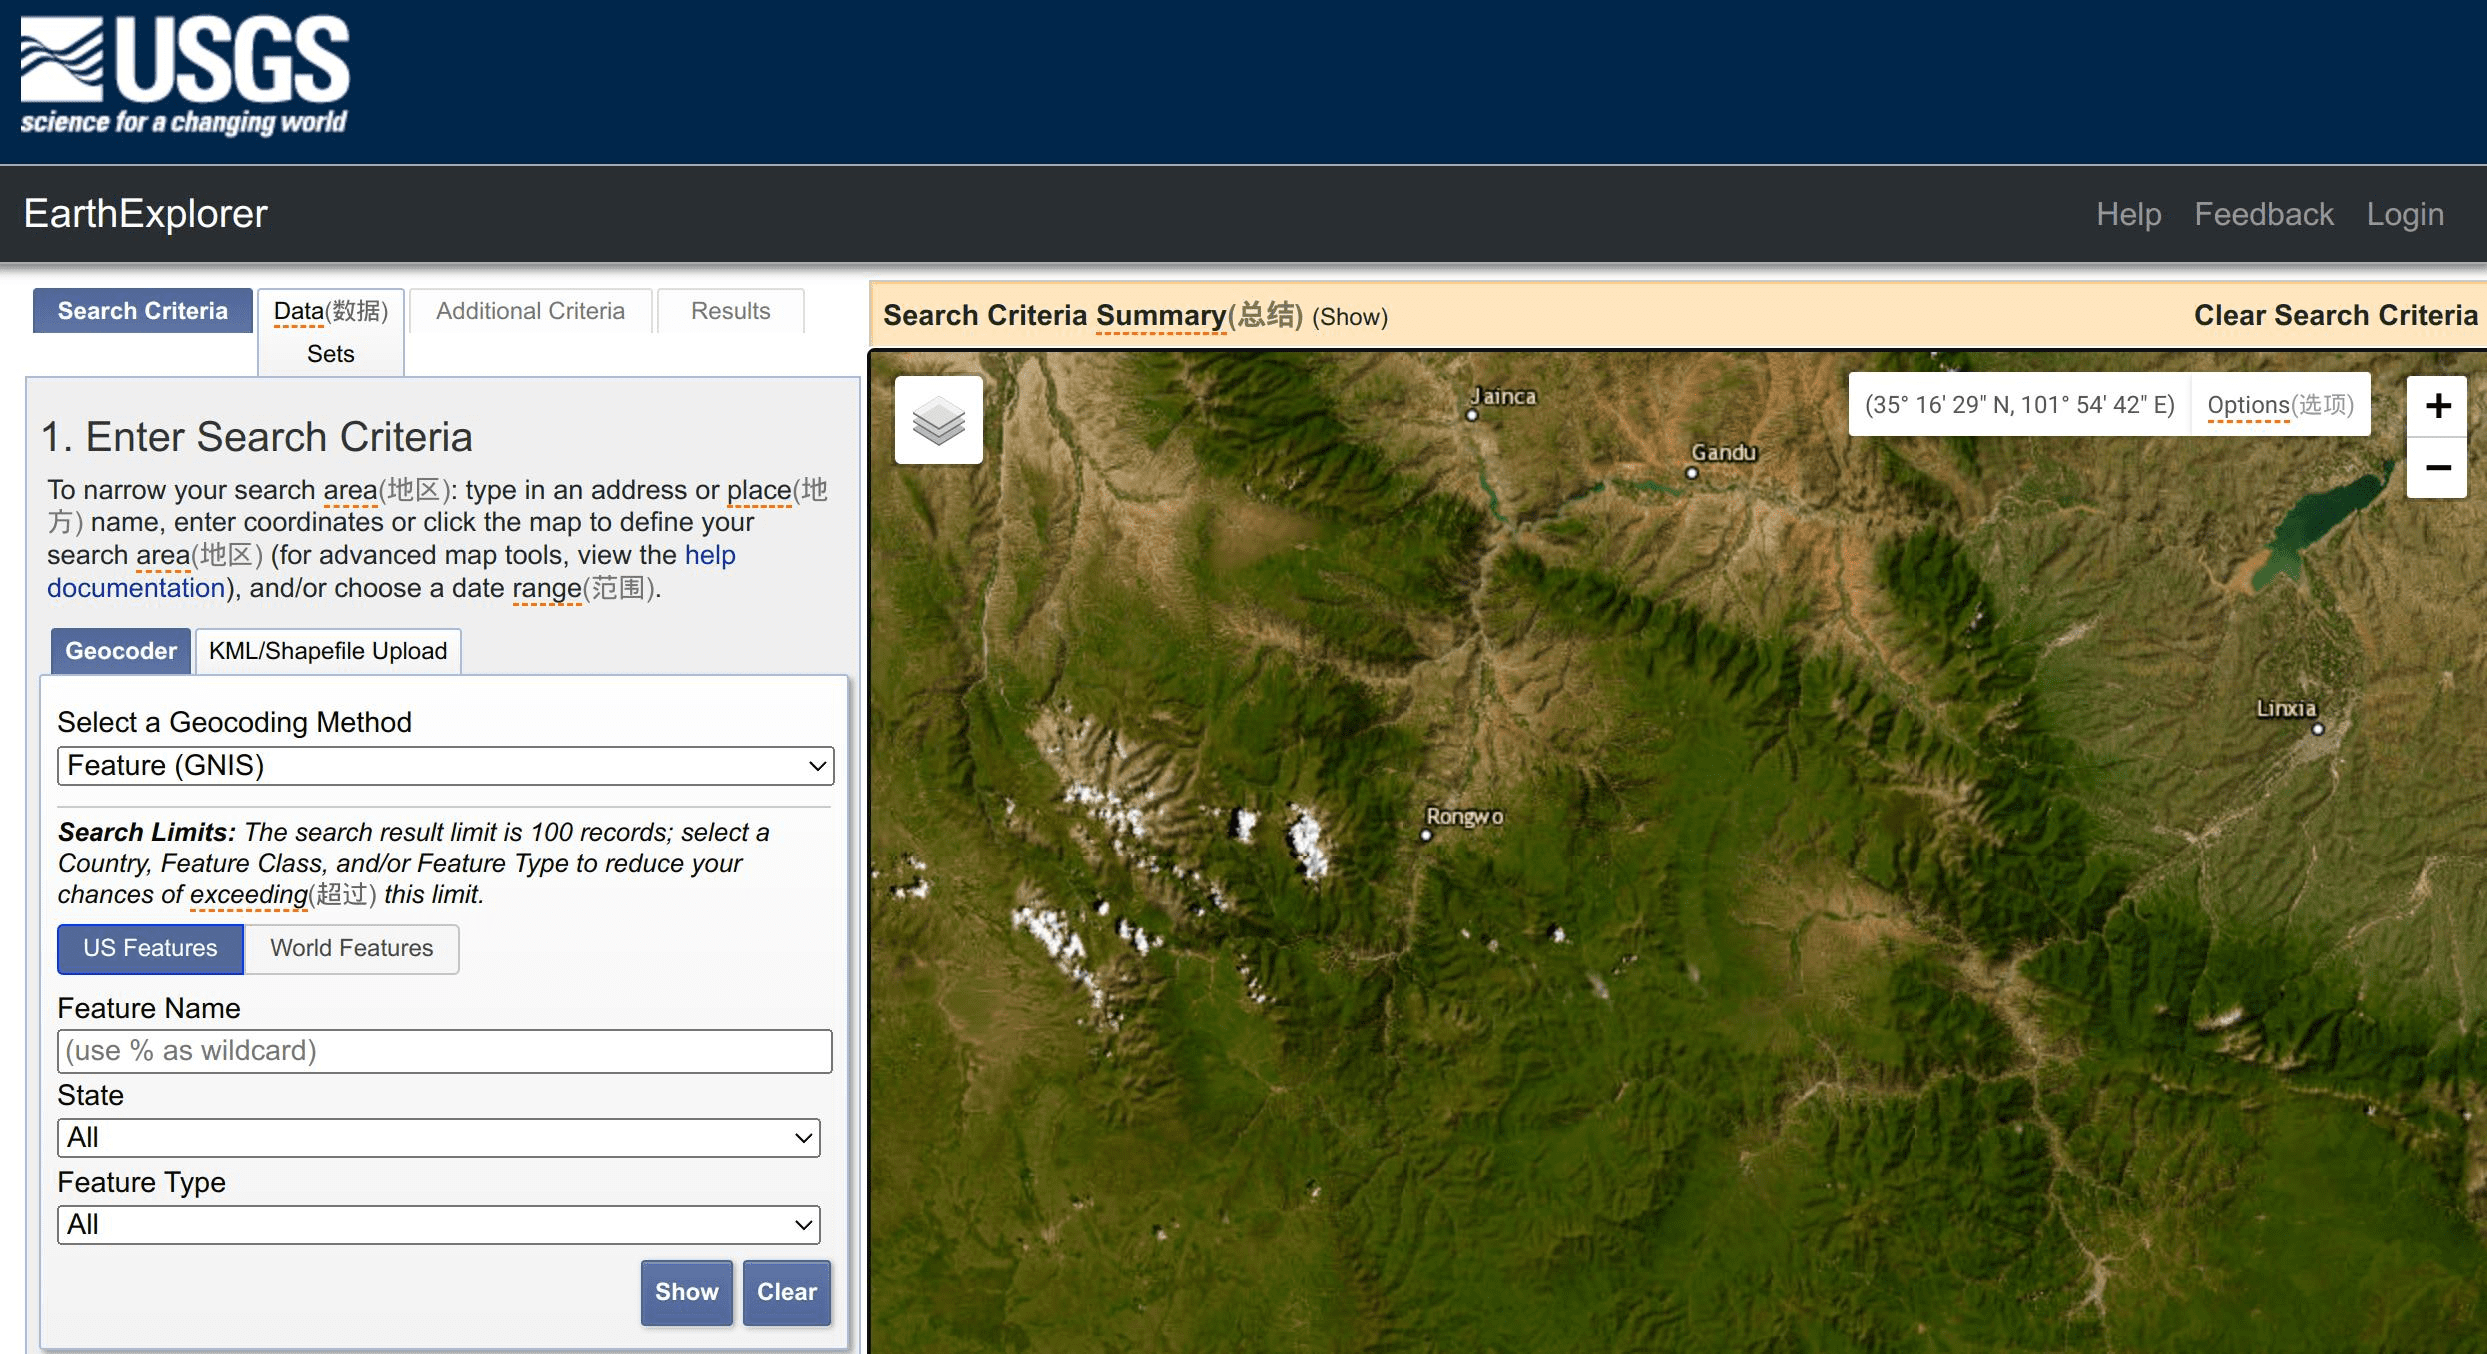 USGS
science for a changing world
EarthExplorer
Help Feedback Login
Search Criteria
Data(数据)
Sets
Additional Criteria
Results
1. Enter Search Criteria
To narrow your search area(地区): type in an address or place(地
方) name, enter coordinates or click the map to define your
search area(地区) (for advanced map tools, view the help
documentation), and/or choose a date range(范围).
Geocoder
KML/Shapefile Upload
Select a Geocoding Method
Feature (GNIS)
Search Limits: The search result limit is 100 records; select a
Country, Feature Class, and/or Feature Type to reduce your
chances of exceeding(超过) this limit.
US Features
World Features
Feature Name
(use % as wildcard)
State
All
Feature Type
All
Show
Clear
Search Criteria Summary(总结) (Show)
Clear Search Criteria
(35° 16' 29" N, 101° 54' 42" E)
Options(选项)
+
−
Jainca
Gandu
Linxia
Rongwo